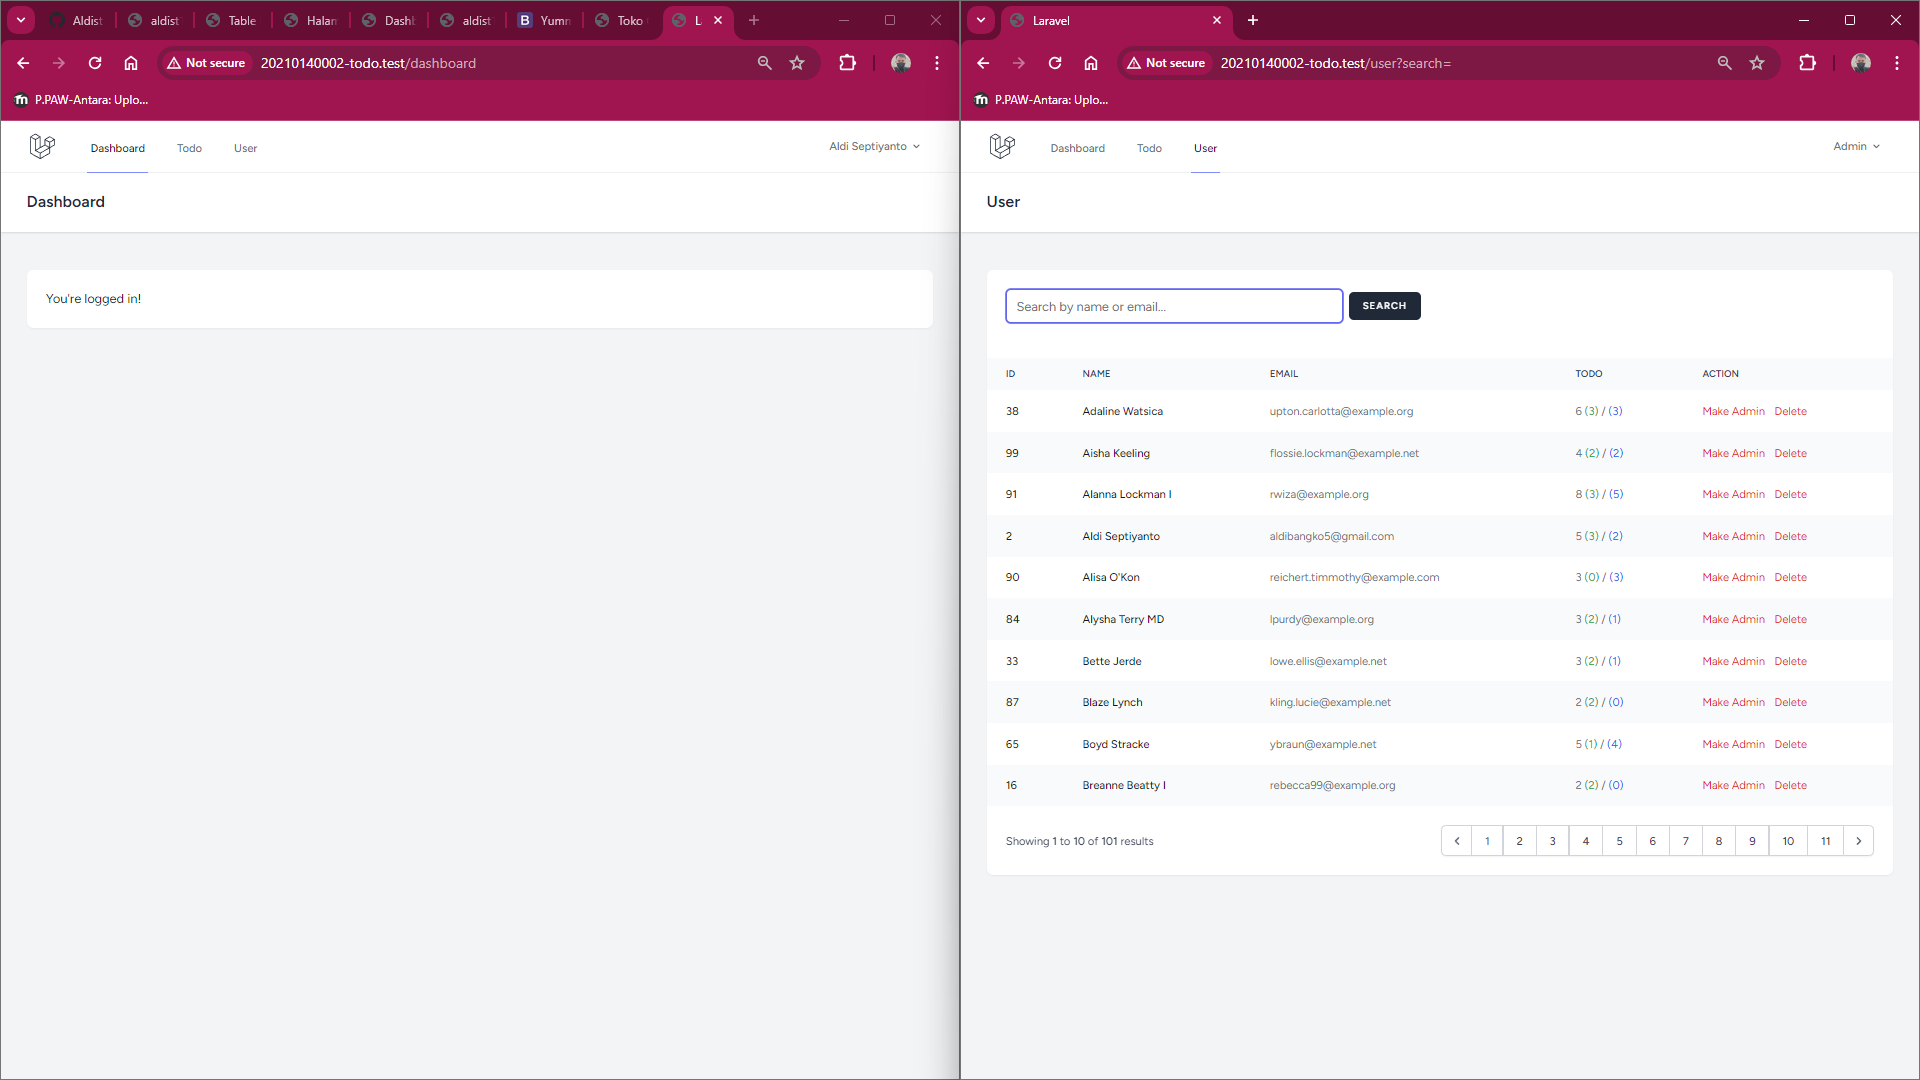 Aldist
aldist
Table
Halam
Dashb
aldist
B Yumm
Toko
L
Not secure 20210140002-todo.test/dashboard
P.PAW-Antara: Uplo...
Dashboard Todo User Aldi Septiyanto
Dashboard
You're logged in!
Laravel
Not secure 20210140002-todo.test/user?search=
P.PAW-Antara: Uplo...
Dashboard Todo User Admin
User
Search by name or email... SEARCH
ID NAME EMAIL TODO ACTION
38 Adaline Watsica upton.carlotta@example.org 6 (3) / (3) Make Admin Delete
99 Aisha Keeling flossie.lockman@example.net 4 (2) / (2) Make Admin Delete
91 Alanna Lockman I rwiza@example.org 8 (3) / (5) Make Admin Delete
2 Aldi Septiyanto aldibangko5@gmail.com 5 (3) / (2) Make Admin Delete
90 Alisa O'Kon reichert.timmothy@example.com 3 (0) / (3) Make Admin Delete
84 Alysha Terry MD lpurdy@example.org 3 (2) / (1) Make Admin Delete
33 Bette Jerde lowe.ellis@example.net 3 (2) / (1) Make Admin Delete
87 Blaze Lynch kling.lucie@example.net 2 (2) / (0) Make Admin Delete
65 Boyd Stracke ybraun@example.net 5 (1) / (4) Make Admin Delete
16 Breanne Beatty I rebecca99@example.org 2 (2) / (0) Make Admin Delete
Showing 1 to 10 of 101 results 1 2 3 4 5 6 7 8 9 10 11